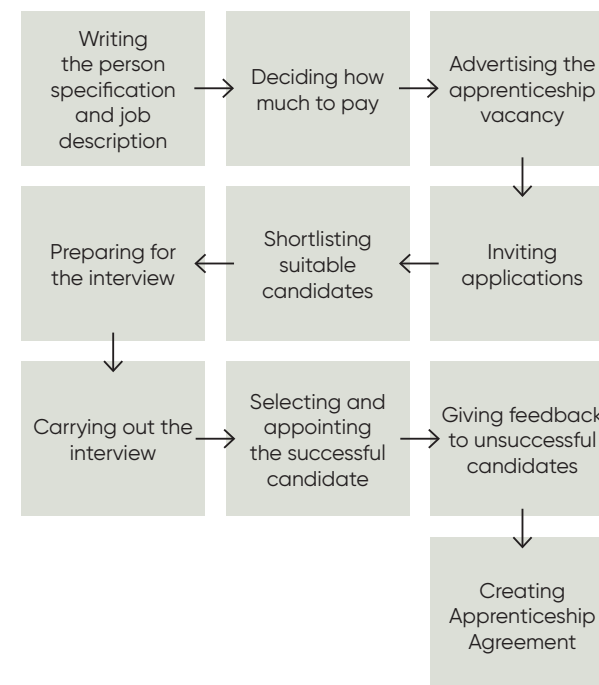 Writing
the person
specification
and job
description
Deciding how
much to pay
Advertising the
apprenticeship
vacancy
Preparing for
the interview
Shortlisting
suitable
candidates
Inviting
applications
Carrying out the
interview
Selecting and
appointing
the successful
candidate
Giving feedback
to unsuccessful
candidates
Creating
Apprenticeship
Agreement